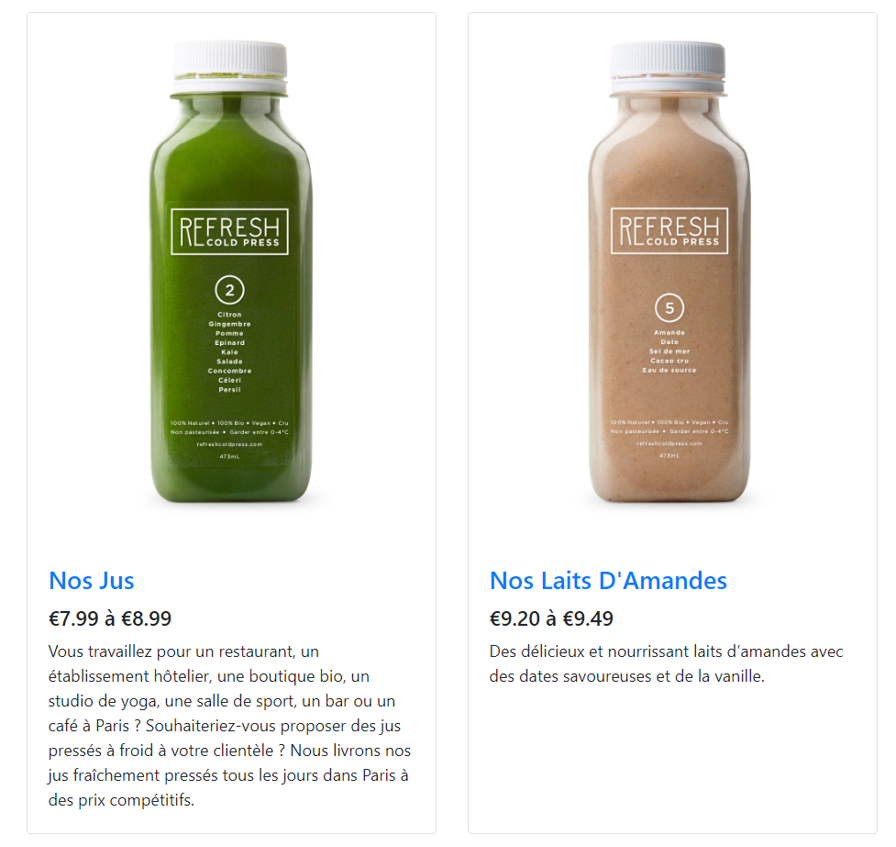 REFRESH
COLD PRESS
2
Citron
Gingembre
Pomme
Epinard
Kale
Salade
Concombre
Céleri
Persil
100% Naturel • 100% Bio • Vegan • Cru
Non pasteurisée • Garder entre 0-4°C
refreshcoldpress.com
473mL
Nos Jus
€7.99 à €8.99
Vous travaillez pour un restaurant, un
établissement hôtelier, une boutique bio, un
studio de yoga, une salle de sport, un bar ou un
café à Paris ? Souhaiteriez-vous proposer des jus
pressés à froid à votre clientèle ? Nous livrons nos
jus fraîchement pressés tous les jours dans Paris à
des prix compétitifs.
REFRESH
COLD PRESS
5
Amande
Date
Sel de mer
Cacao cru
Eau de source
100% Naturel • 100% Bio • Vegan • Cru
Non pasteurisée • Garder entre 0-4°C
refreshcoldpress.com
473mL
Nos Laits D'Amandes
€9.20 à €9.49
Des délicieux et nourrissant laits d’amandes avec
des dates savoureuses et de la vanille.